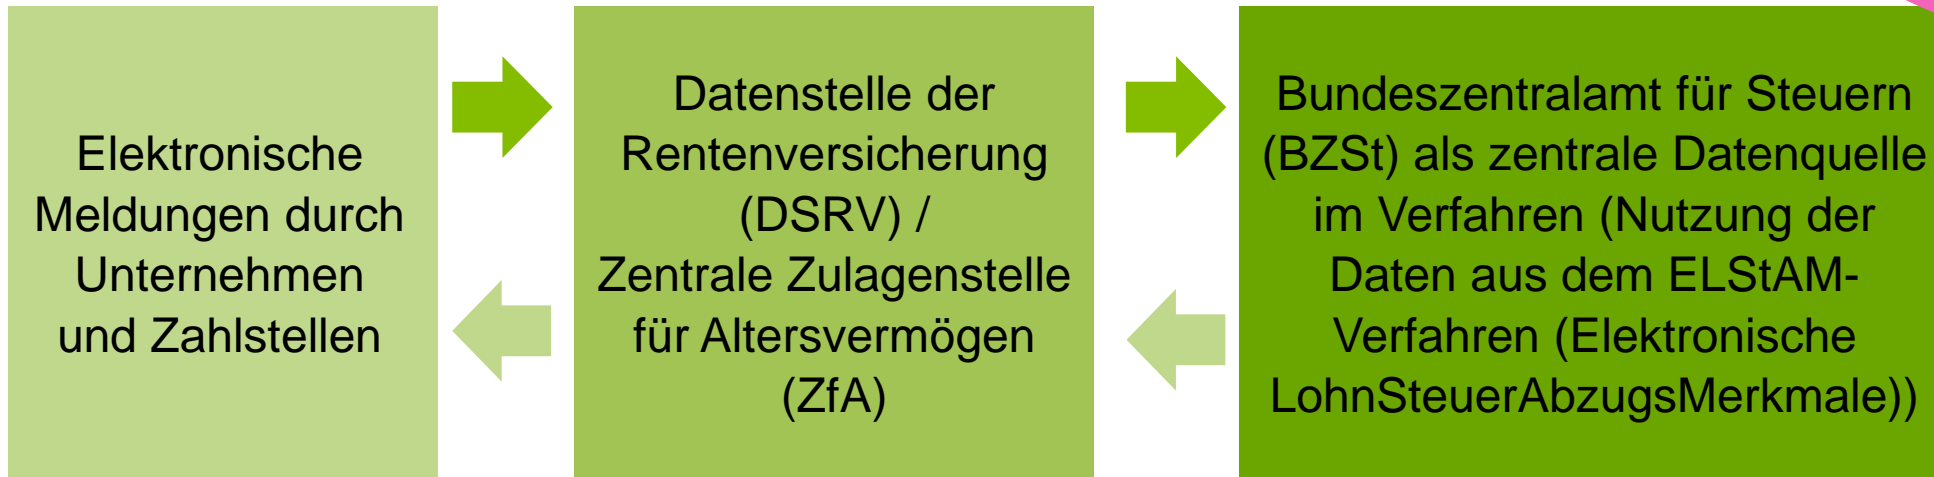 Elektronische
Meldungen durch
Unternehmen
und Zahlstellen
Datenstelle der
Rentenversicherung
(DSRV) /
Zentrale Zulagenstelle
für Altersvermögen
(ZfA)
Bundeszentralamt für Steuern
(BZSt) als zentrale Datenquelle
im Verfahren (Nutzung der
Daten aus dem ELStAM-
Verfahren (Elektronische
LohnSteuerAbzugsMerkmale))